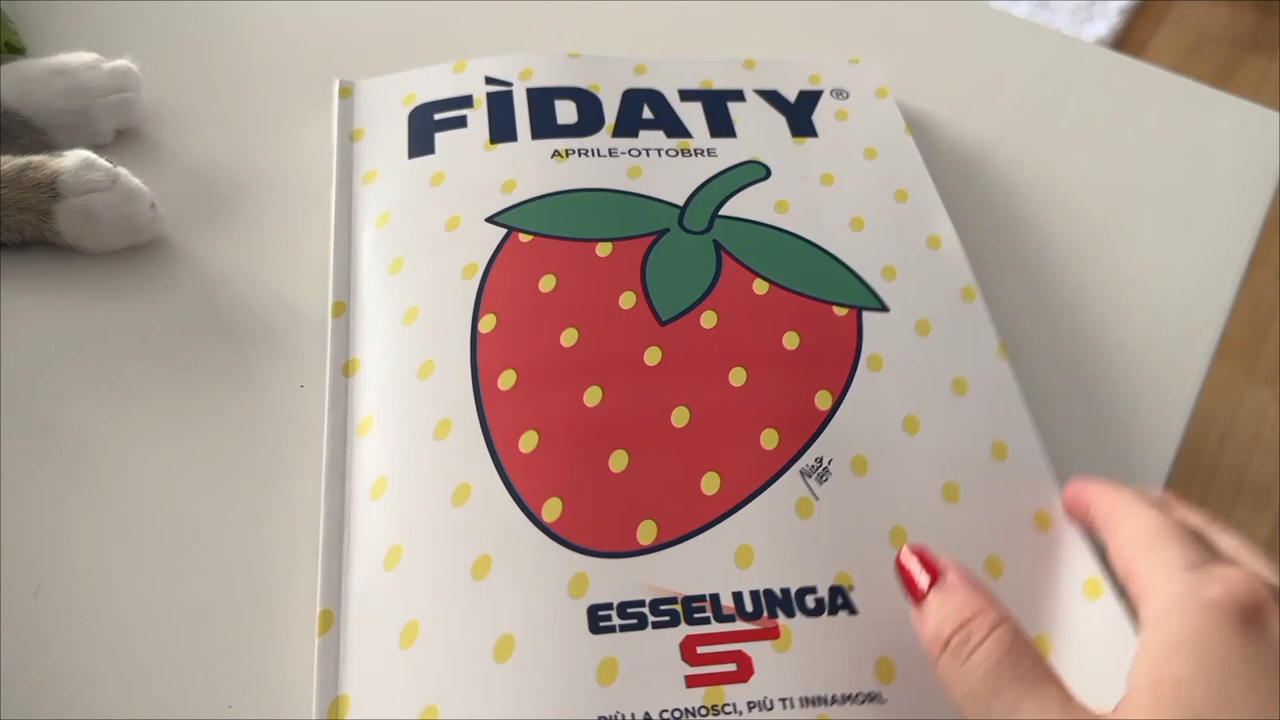 FÌDATY®
APRILE-OTTOBRE
ESSELUNGA®
S
PIÙ LA CONOSCI, PIÙ TI INNAMORI.